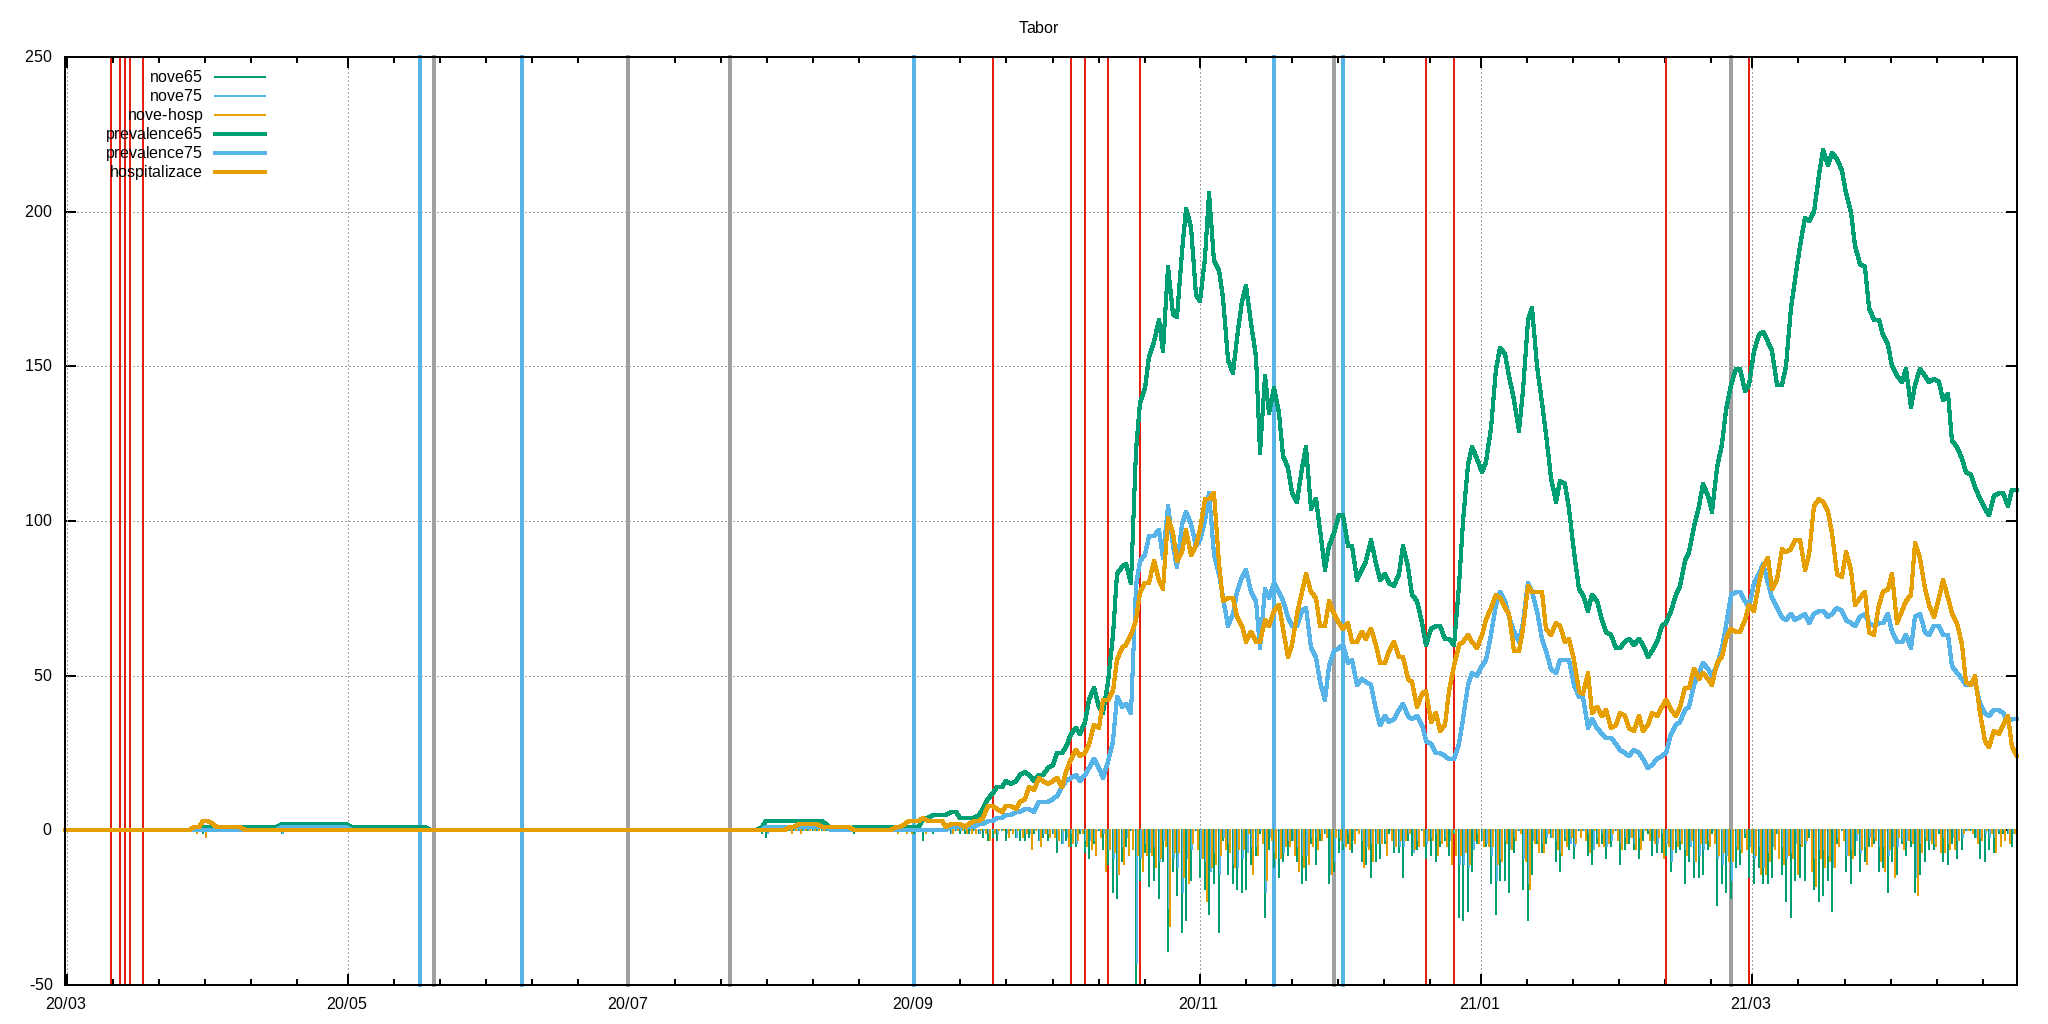 Tabor
250
200
150
100
50
0
-50
nove65
nove75
nove-hosp
prevalence65
prevalence75
hospitalizace
20/03 20/05 20/07 20/09 20/11 21/01 21/03